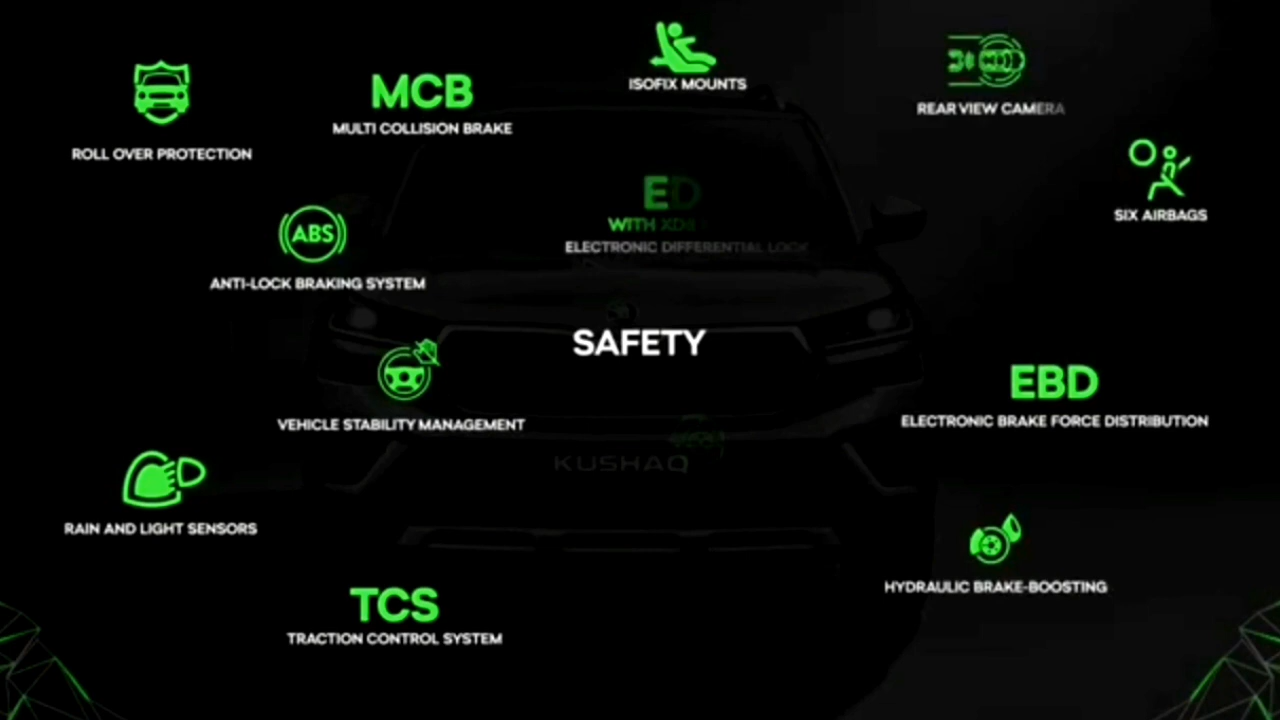 ISOFIX MOUNTS
MCB
MULTI COLLISION BRAKE
REAR VIEW CAMERA
ROLL OVER PROTECTION
SIX AIRBAGS
ED
WITH XDS
ELECTRONIC DIFFERENTIAL LOCK
ABS
ANTI-LOCK BRAKING SYSTEM
SAFETY
VEHICLE STABILITY MANAGEMENT
EBD
ELECTRONIC BRAKE FORCE DISTRIBUTION
KUSHAQ
RAIN AND LIGHT SENSORS
HYDRAULIC BRAKE-BOOSTING
TCS
TRACTION CONTROL SYSTEM